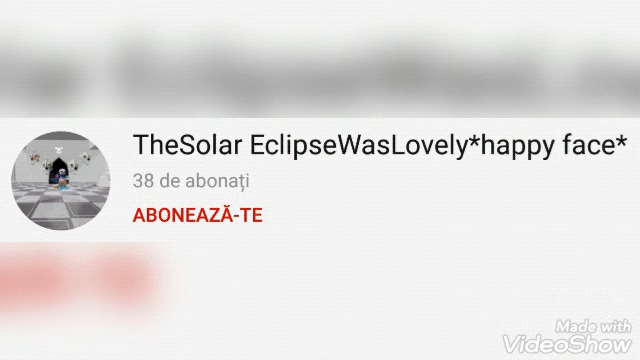 TheSolar EclipseWasLovely*happy face*
38 de abonați
ABONEAZĂ-TE
Made with
VideoShow